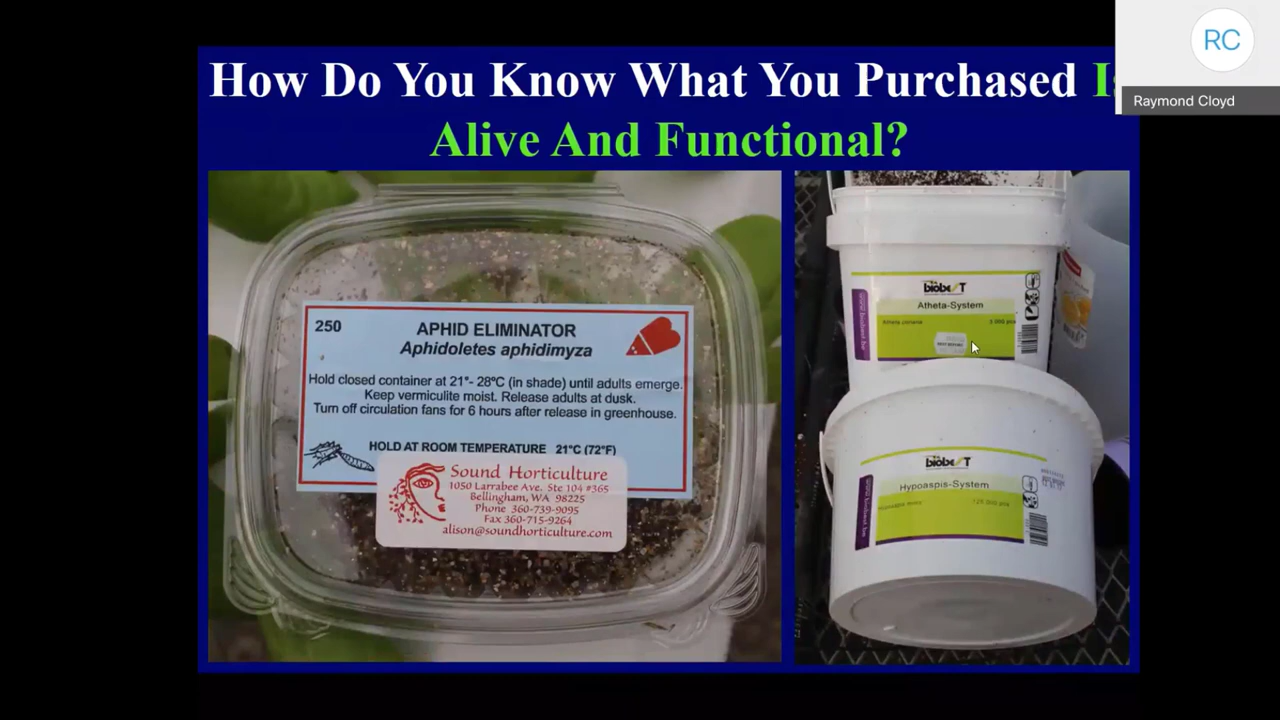 How Do You Know What You Purchased
Alive And Functional?
RC
Raymond Cloyd
250
APHID ELIMINATOR
Aphidoletes aphidimyza
Hold closed container at 21°- 28ºC (in shade) until adults emerge.
Keep vermiculite moist. Release adults at dusk.
Turn off circulation fans for 6 hours after release in greenhouse.
HOLD AT ROOM TEMPERATURE 21°C (72°F)
Sound Horticulture
1050 Larrabee Ave. Ste 104 #365
Bellingham, WA 98225
Phone 360-739-9095
Fax 360-715-9264
alison@soundhorticulture.com
biobesT
Atheta-System
biobesT
Hypoaspis-System